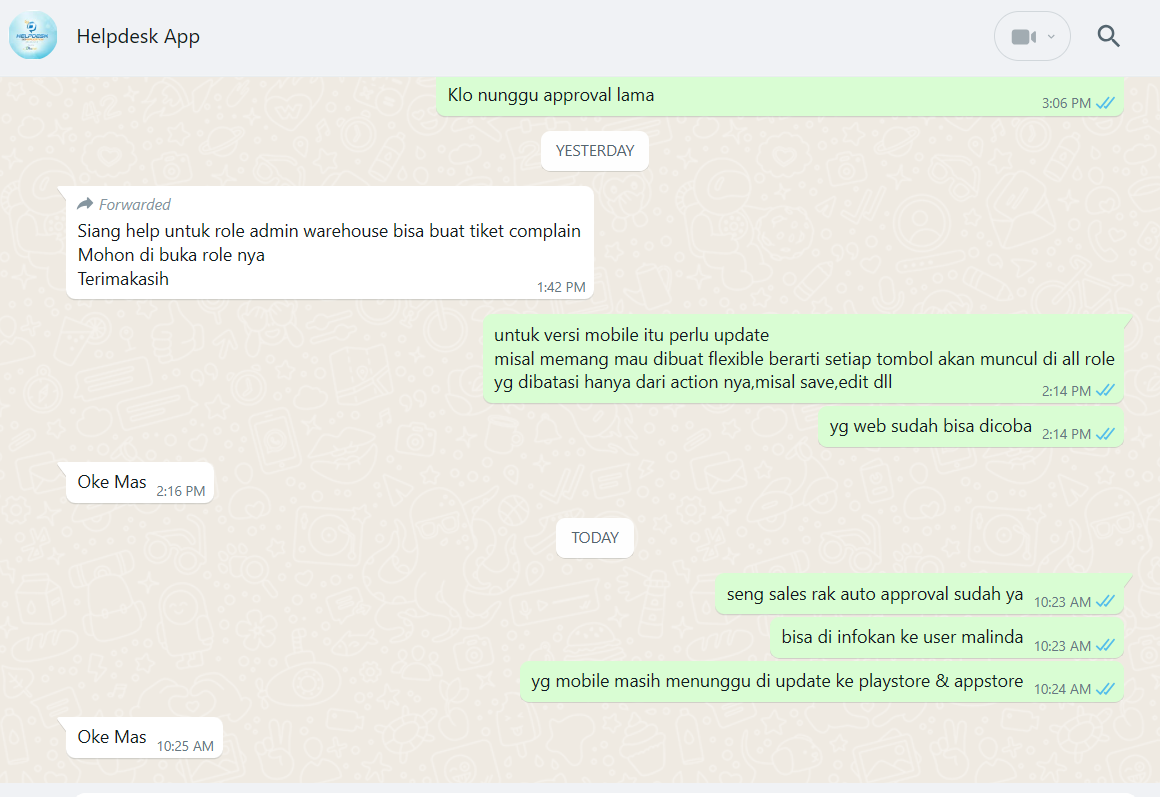 HELPDESK
Helpdesk App
Klo nunggu approval lama
3:06 PM
YESTERDAY
Forwarded
Siang help untuk role admin warehouse bisa buat tiket complain
Mohon di buka role nya
Terimakasih
1:42 PM
untuk versi mobile itu perlu update
misal memang mau dibuat flexible berarti setiap tombol akan muncul di all role
yg dibatasi hanya dari action nya,misal save,edit dll
2:14 PM
yg web sudah bisa dicoba
2:14 PM
Oke Mas
2:16 PM
TODAY
seng sales rak auto approval sudah ya
10:23 AM
bisa di infokan ke user malinda
10:23 AM
yg mobile masih menunggu di update ke playstore & appstore
10:24 AM
Oke Mas
10:25 AM